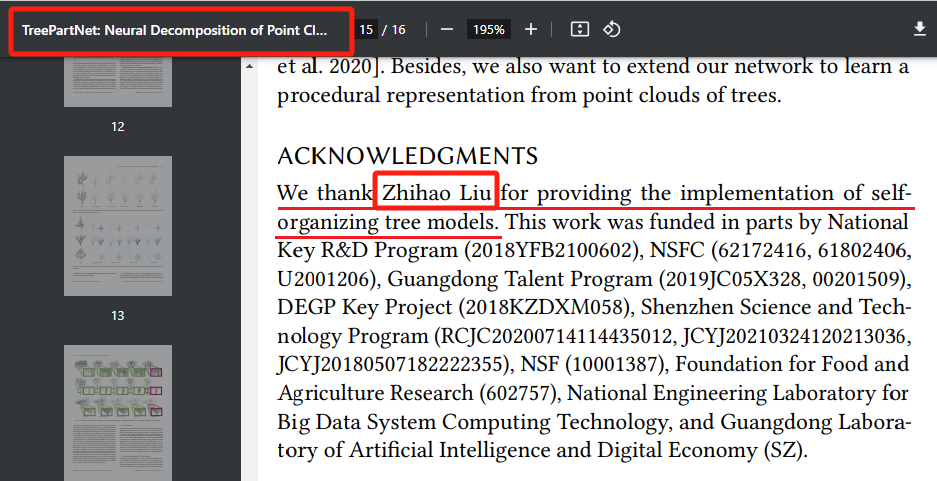 TreePartNet: Neural Decomposition of Point Cl... 15 / 16 195%
12
13
et al. 2020]. Besides, we also want to extend our network to learn a
procedural representation from point clouds of trees.
ACKNOWLEDGMENTS
We thank Zhihao Liu for providing the implementation of self-
organizing tree models. This work was funded in parts by National
Key R&D Program (2018YFB2100602), NSFC (62172416, 61802406,
U2001206), Guangdong Talent Program (2019JC05X328, 00201509),
DEGP Key Project (2018KZDXM058), Shenzhen Science and Tech-
nology Program (RCJC20200714114435012, JCYJ20210324120213036,
JCYJ20180507182222355), NSF (10001387), Foundation for Food and
Agriculture Research (602757), National Engineering Laboratory for
Big Data System Computing Technology, and Guangdong Labora-
tory of Artificial Intelligence and Digital Economy (SZ).